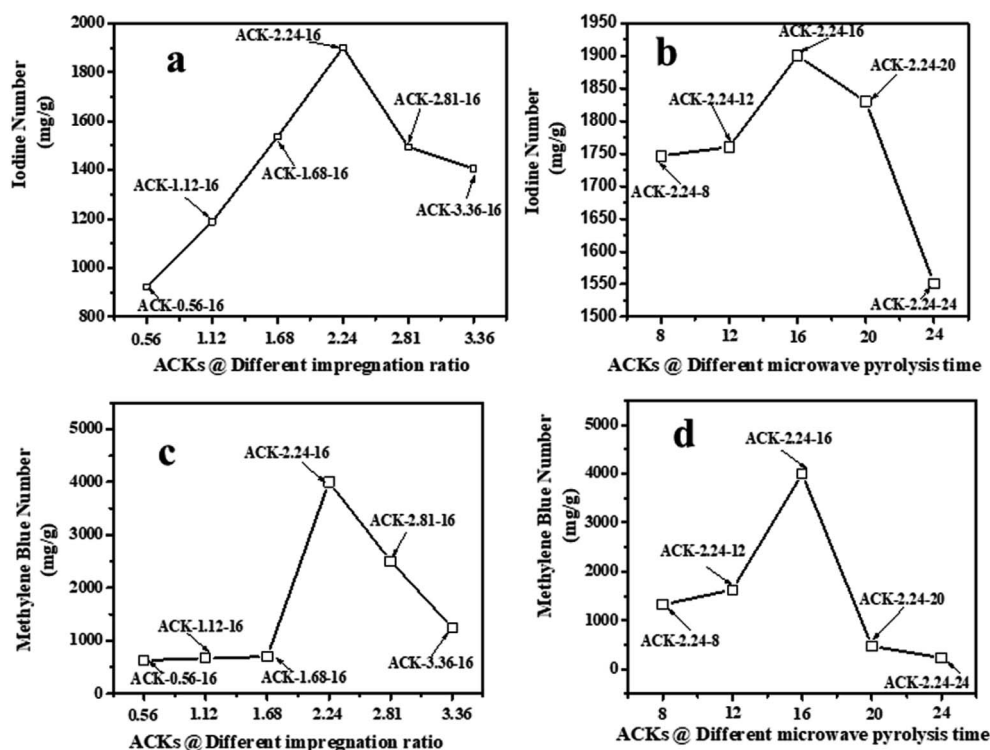 a
Iodine Number
(mg/g)
2000
1800
1600
1400
1200
1000
800
ACK-2.24-16
ACK-2.81-16
ACK-1.68-16
ACK-1.12-16
ACK-3.36-16
ACK-0.56-16
0.56 1.12 1.68 2.24 2.81 3.36
ACKs @ Different impregnation ratio
b
Iodine Number
(mg/g)
1950
1900
1850
1800
1750
1700
1650
1600
1550
1500
ACK-2.24-16
ACK-2.24-20
ACK-2.24-12
ACK-2.24-8
ACK-2.24-24
8 12 16 20 24
ACKs @ Different microwave pyrolysis time
c
Methylene Blue Number
(mg/g)
5000
4000
3000
2000
1000
0
ACK-2.24-16
ACK-2.81-16
ACK-1.12-16
ACK-3.36-16
ACK-0.56-16
ACK-1.68-16
0.56 1.12 1.68 2.24 2.81 3.36
ACKs @ Different impregnation ratio
d
Methylene Blue Number
(mg/g)
5000
4000
3000
2000
1000
0
ACK-2.24-16
ACK-2.24-12
ACK-2.24-20
ACK-2.24-8
ACK-2.24-24
8 12 16 20 24
ACKs @ Different microwave pyrolysis time